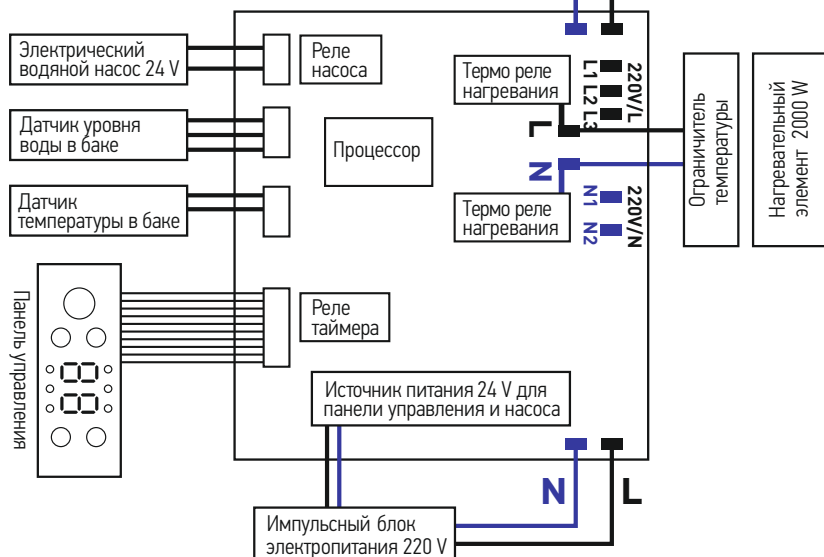 Электрический
водяной насос 24 V
Реле
насоса
Термо реле
нагревания
L1 L2 L3
220V/L
Ограничитель
температуры
Нагревательный
элемент 2000 W
Датчик уровня
воды в баке
Процессор
L
N
Датчик
температуры в баке
Термо реле
нагревания
N1 N2
220V/N
Панель управления
Реле
таймера
88
88
Источник питания 24 V для
панели управления и насоса
N
L
Импульсный блок
электропитания 220 V